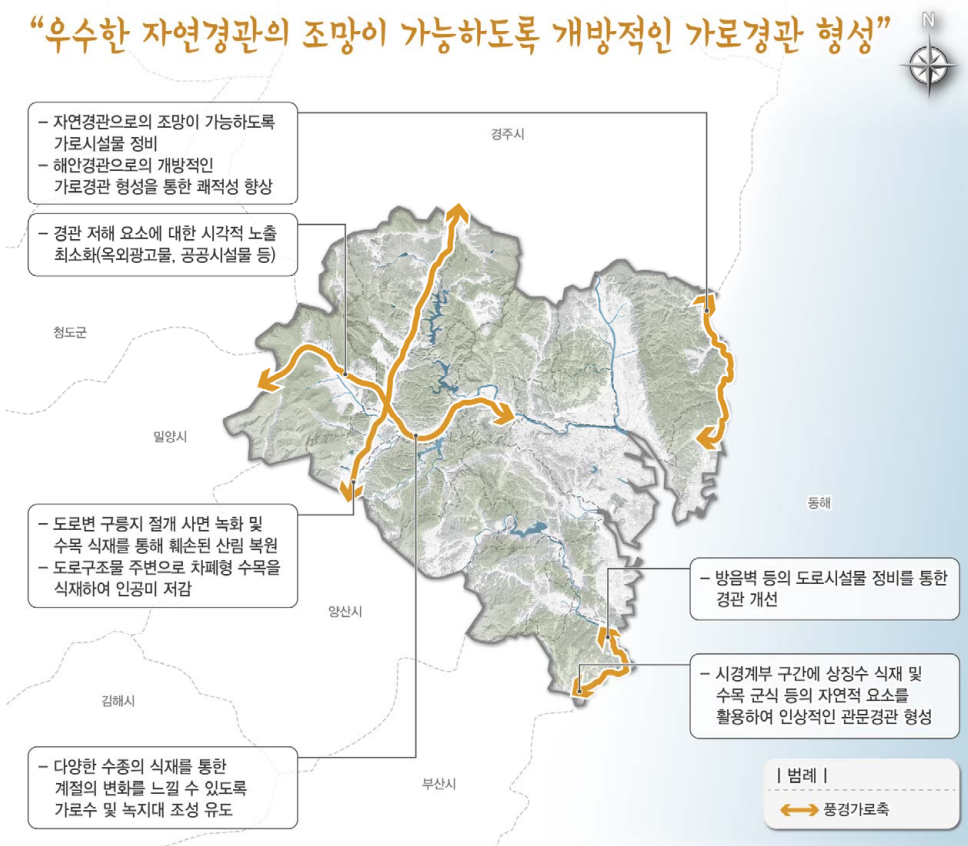 “우수한 자연경관의 조망이 가능하도록 개방적인 가로경관 형성”
N
– 자연경관으로의 조망이 가능하도록
가로시설물 정비
– 해안경관으로의 개방적인
가로경관 형성을 통한 쾌적성 향상
경주시
– 경관 저해 요소에 대한 시각적 노출
최소화(옥외광고물, 공공시설물 등)
청도군
밀양시
동해
– 도로변 구릉지 절개 사면 녹화 및
수목 식재를 통해 훼손된 산림 복원
– 도로구조물 주변으로 차폐형 수목을
식재하여 인공미 저감
– 방음벽 등의 도로시설물 정비를 통한
경관 개선
양산시
– 시경계부 구간에 상징수 식재 및
수목 군식 등의 자연적 요소를
활용하여 인상적인 관문경관 형성
김해시
– 다양한 수종의 식재를 통한
계절의 변화를 느낄 수 있도록
가로수 및 녹지대 조성 유도
부산시
| 범례 |
풍경가로축